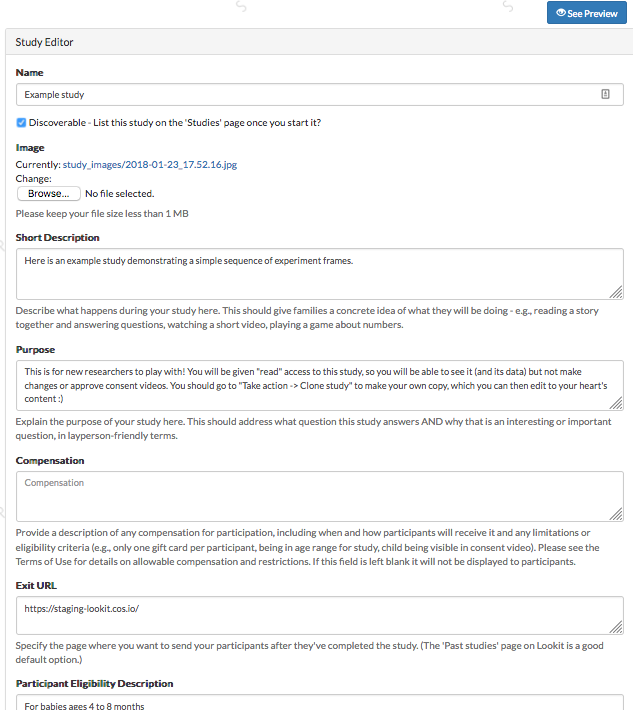 See Preview
Study Editor
Name
Example study
Discoverable - List this study on the 'Studies' page once you start it?
Image
Currently: study_images/2018-01-23_17.52.16.jpg
Change:
Browse... No file selected.
Please keep your file size less than 1 MB
Short Description
Here is an example study demonstrating a simple sequence of experiment frames.
Describe what happens during your study here. This should give families a concrete idea of what they will be doing - e.g., reading a story
together and answering questions, watching a short video, playing a game about numbers.
Purpose
This is for new researchers to play with! You will be given "read" access to this study, so you will be able to see it (and its data) but not make
changes or approve consent videos. You should go to "Take action -> Clone study" to make your own copy, which you can then edit to your heart's
content :)
Explain the purpose of your study here. This should address what question this study answers AND why that is an interesting or important
question, in layperson-friendly terms.
Compensation
Compensation
Provide a description of any compensation for participation, including when and how participants will receive it and any limitations or
eligibility criteria (e.g., only one gift card per participant, being in age range for study, child being visible in consent video). Please see the
Terms of Use for details on allowable compensation and restrictions. If this field is left blank it will not be displayed to participants.
Exit URL
https://staging-lookit.cos.io/
Specify the page where you want to send your participants after they've completed the study. (The 'Past studies' page on Lookit is a good
default option.)
Participant Eligibility Description
For babies ages 4 to 8 months